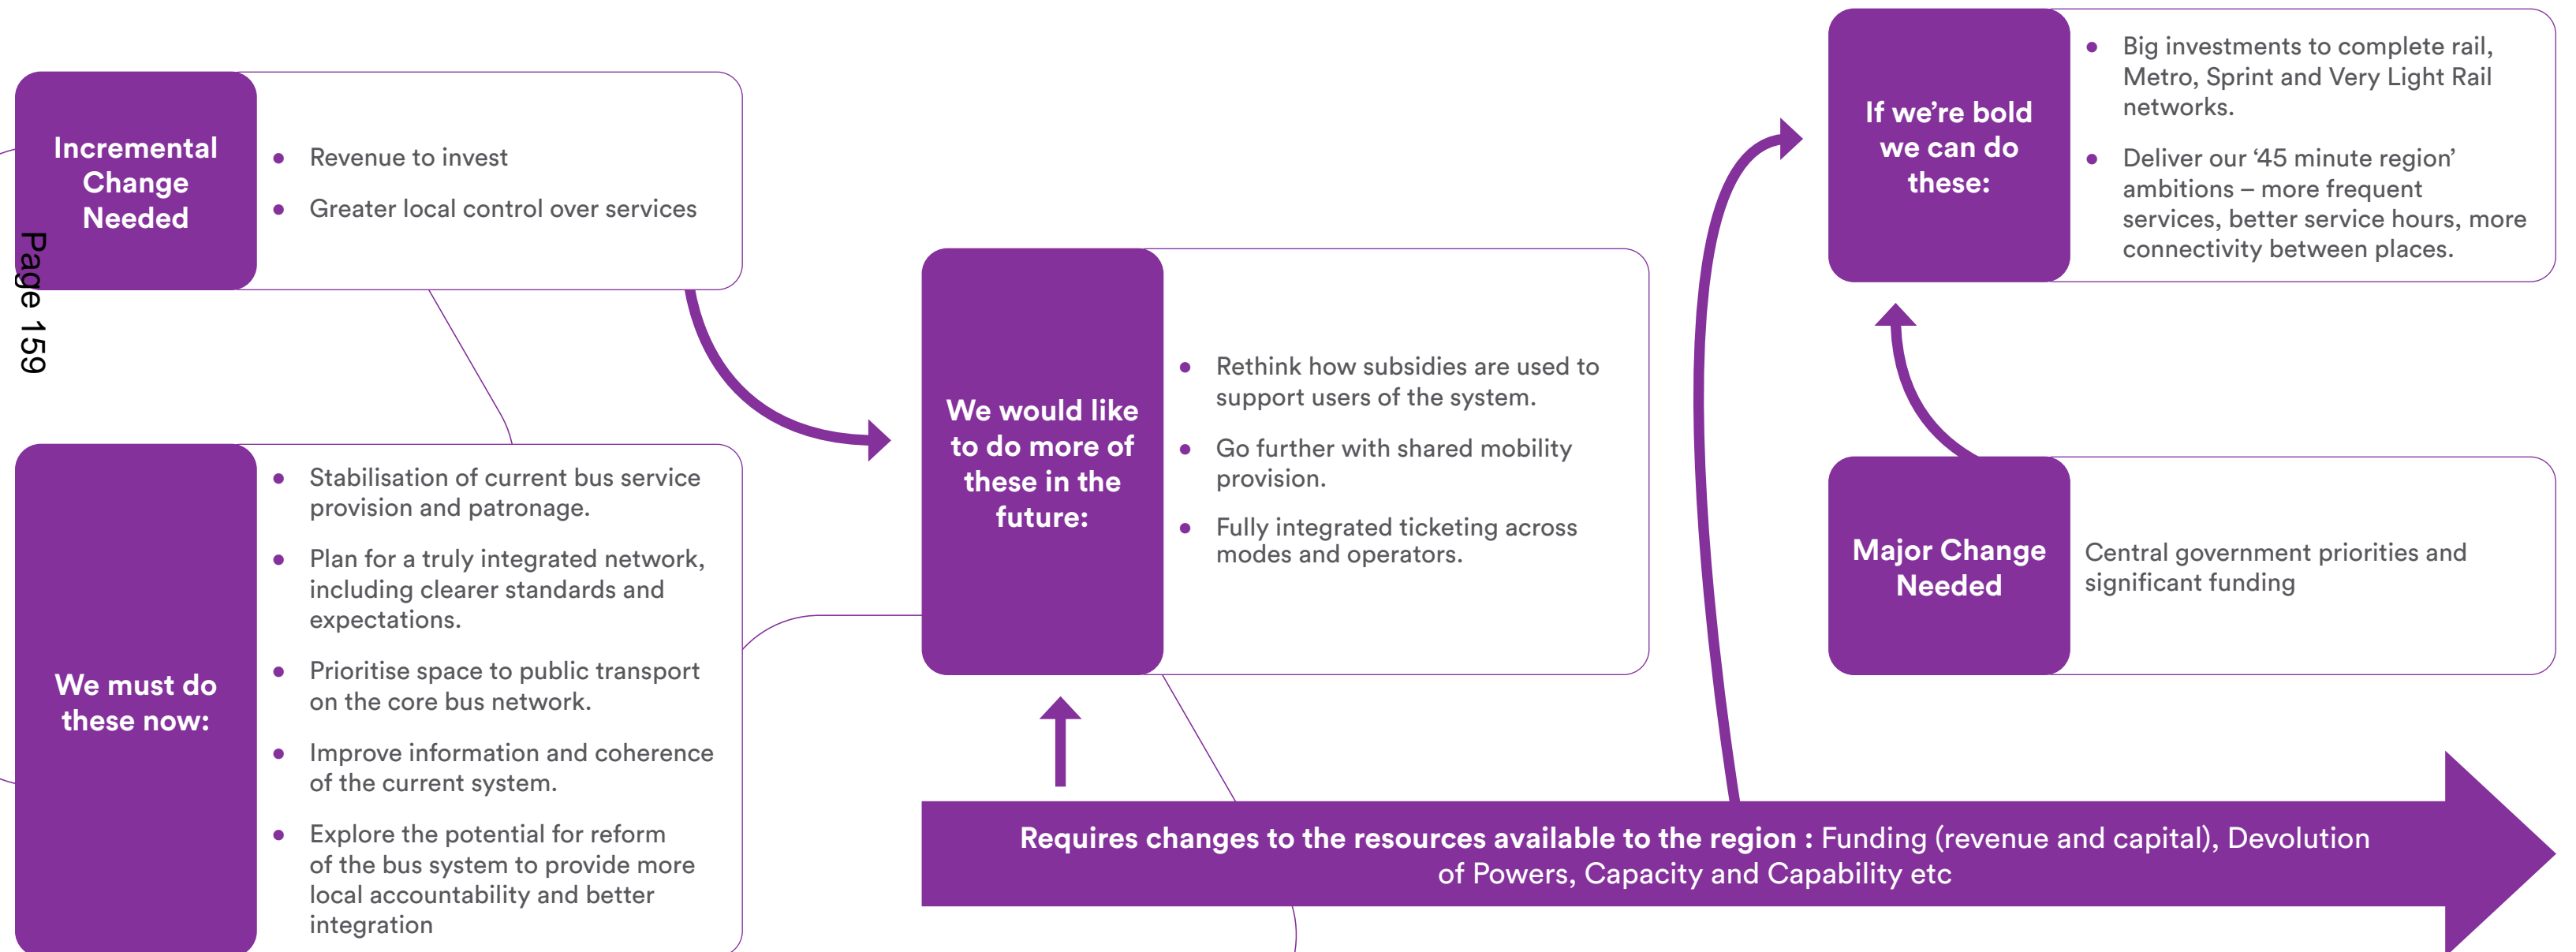 Incremental
Change
Needed
● Revenue to invest
● Greater local control over services
Page 159
We must do
these now:
● Stabilisation of current bus service
provision and patronage.
● Plan for a truly integrated network,
including clearer standards and
expectations.
● Prioritise space to public transport
on the core bus network.
● Improve information and coherence
of the current system.
● Explore the potential for reform
of the bus system to provide more
local accountability and better
integration
We would like
to do more of
these in the
future:
● Rethink how subsidies are used to
support users of the system.
● Go further with shared mobility
provision.
● Fully integrated ticketing across
modes and operators.
If we’re bold
we can do
these:
● Big investments to complete rail,
Metro, Sprint and Very Light Rail
networks.
● Deliver our ‘45 minute region’
ambitions – more frequent
services, better service hours, more
connectivity between places.
Major Change
Needed
Central government priorities and
significant funding
Requires changes to the resources available to the region : Funding (revenue and capital), Devolution
of Powers, Capacity and Capability etc